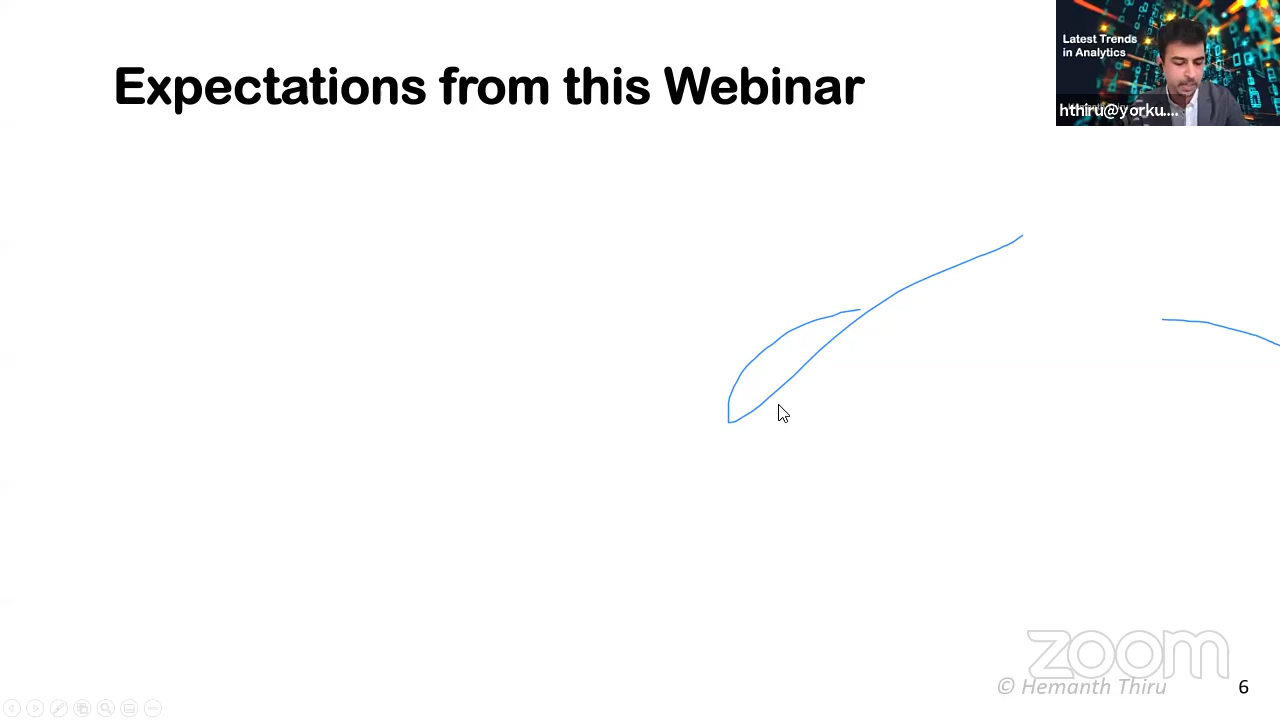 Expectations from this Webinar
Latest Trends
in Analytics
hthiru@yorku....
zoom
© Hemanth Thiru
6